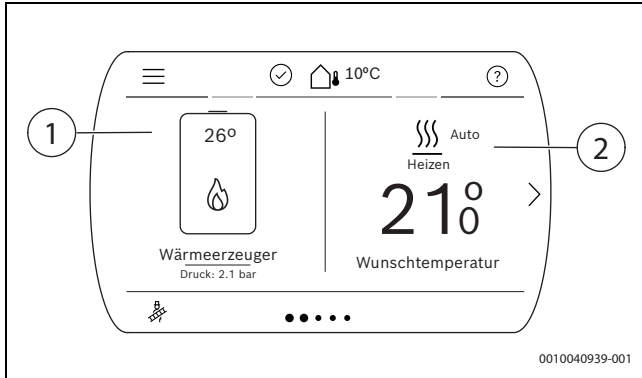 10°C
?
1
26°
Auto
Heizen
2
21°0
Wärmeerzeuger
Druck: 2.1 bar
Wunschtemperatur
0010040939-001